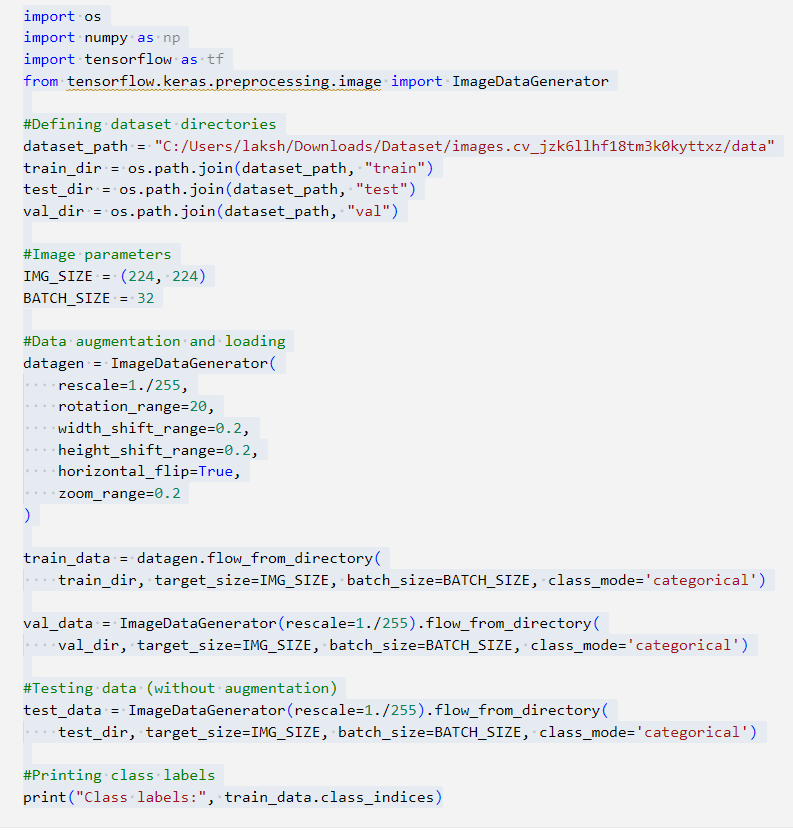 import os
import numpy as np
import tensorflow as tf
from tensorflow.keras.preprocessing.image import ImageDataGenerator

#Defining dataset directories
dataset_path = "C:/Users/laksh/Downloads/Dataset/images.cv_jzk6llhf18tm3k0kyttxz/data"
train_dir = os.path.join(dataset_path, "train")
test_dir = os.path.join(dataset_path, "test")
val_dir = os.path.join(dataset_path, "val")

#Image parameters
IMG_SIZE = (224, 224)
BATCH_SIZE = 32

#Data augmentation and loading
datagen = ImageDataGenerator(
    rescale=1./255,
    rotation_range=20,
    width_shift_range=0.2,
    height_shift_range=0.2,
    horizontal_flip=True,
    zoom_range=0.2
)

train_data = datagen.flow_from_directory(
    train_dir, target_size=IMG_SIZE, batch_size=BATCH_SIZE, class_mode='categorical')

val_data = ImageDataGenerator(rescale=1./255).flow_from_directory(
    val_dir, target_size=IMG_SIZE, batch_size=BATCH_SIZE, class_mode='categorical')

#Testing data (without augmentation)
test_data = ImageDataGenerator(rescale=1./255).flow_from_directory(
    test_dir, target_size=IMG_SIZE, batch_size=BATCH_SIZE, class_mode='categorical')

#Printing class labels
print("Class labels:", train_data.class_indices)